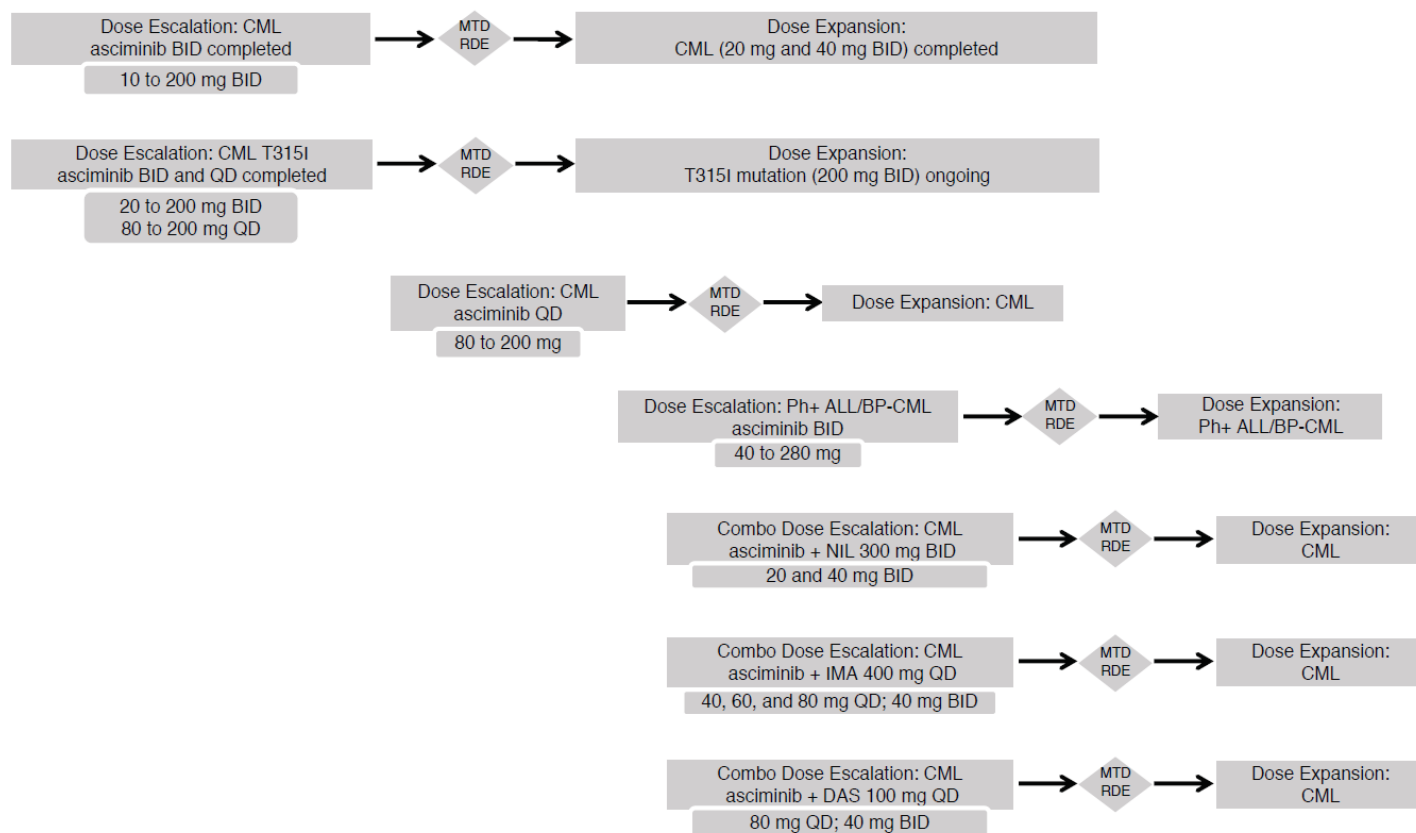 Dose Escalation: CML
asciminib BID completed
10 to 200 mg BID
MTD
RDE
Dose Expansion:
CML (20 mg and 40 mg BID) completed
Dose Escalation: CML T315I
asciminib BID and QD completed
20 to 200 mg BID
80 to 200 mg QD
MTD
RDE
Dose Expansion:
T315I mutation (200 mg BID) ongoing
Dose Escalation: CML
asciminib QD
80 to 200 mg
MTD
RDE
Dose Expansion: CML
Dose Escalation: Ph+ ALL/BP-CML
asciminib BID
40 to 280 mg
MTD
RDE
Dose Expansion:
Ph+ ALL/BP-CML
Combo Dose Escalation: CML
asciminib + NIL 300 mg BID
20 and 40 mg BID
MTD
RDE
Dose Expansion:
CML
Combo Dose Escalation: CML
asciminib + IMA 400 mg QD
40, 60, and 80 mg QD; 40 mg BID
MTD
RDE
Dose Expansion:
CML
Combo Dose Escalation: CML
asciminib + DAS 100 mg QD
80 mg QD; 40 mg BID
MTD
RDE
Dose Expansion:
CML